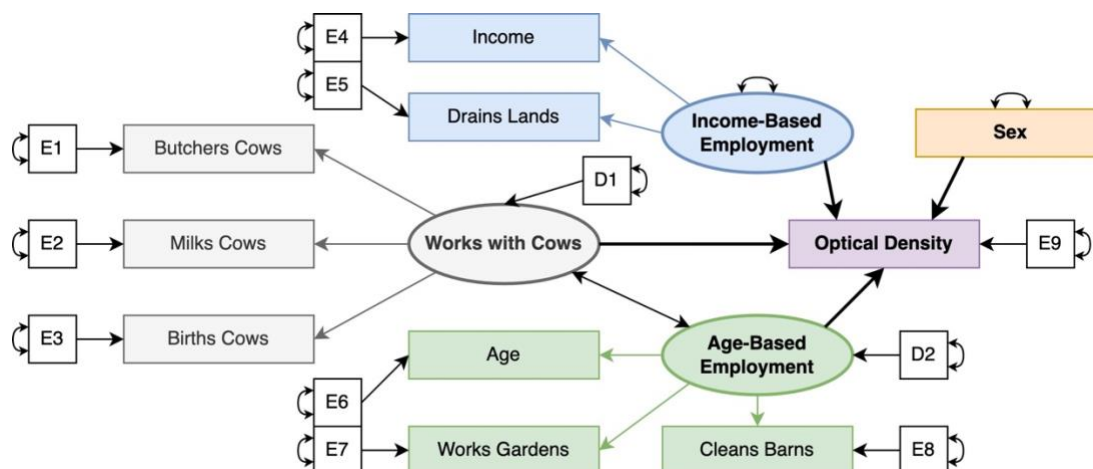 E4
Income
E5
Drains Lands
Income-Based
Employment
Sex
E1
Butchers Cows
D1
E2
Milks Cows
Works with Cows
Optical Density
E9
E3
Births Cows
Age
Age-Based
Employment
D2
E6
E7
Works Gardens
Cleans Barns
E8